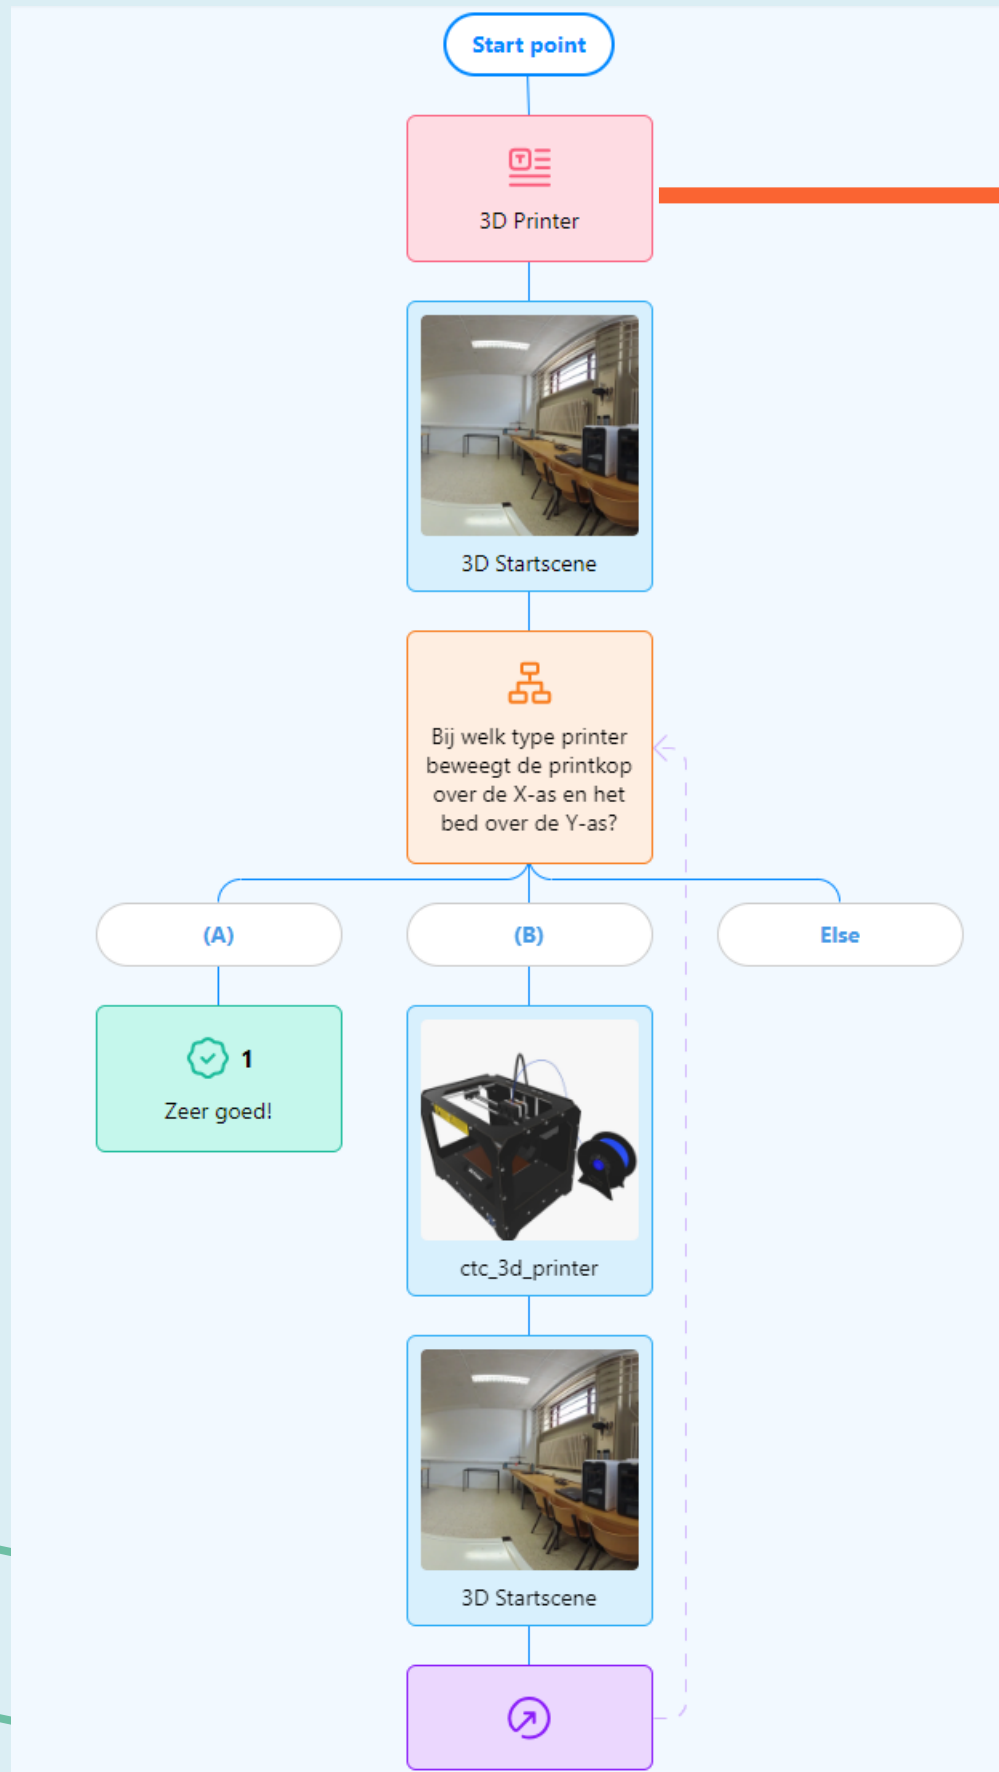 Start point
3D Printer
3D Startscene
Bij welk type printer
beweegt de printkop
over de X-as en het
bed over de Y-as?
(A)
(B)
Else
1
Zeer goed!
ctc_3d_printer
3D Startscene